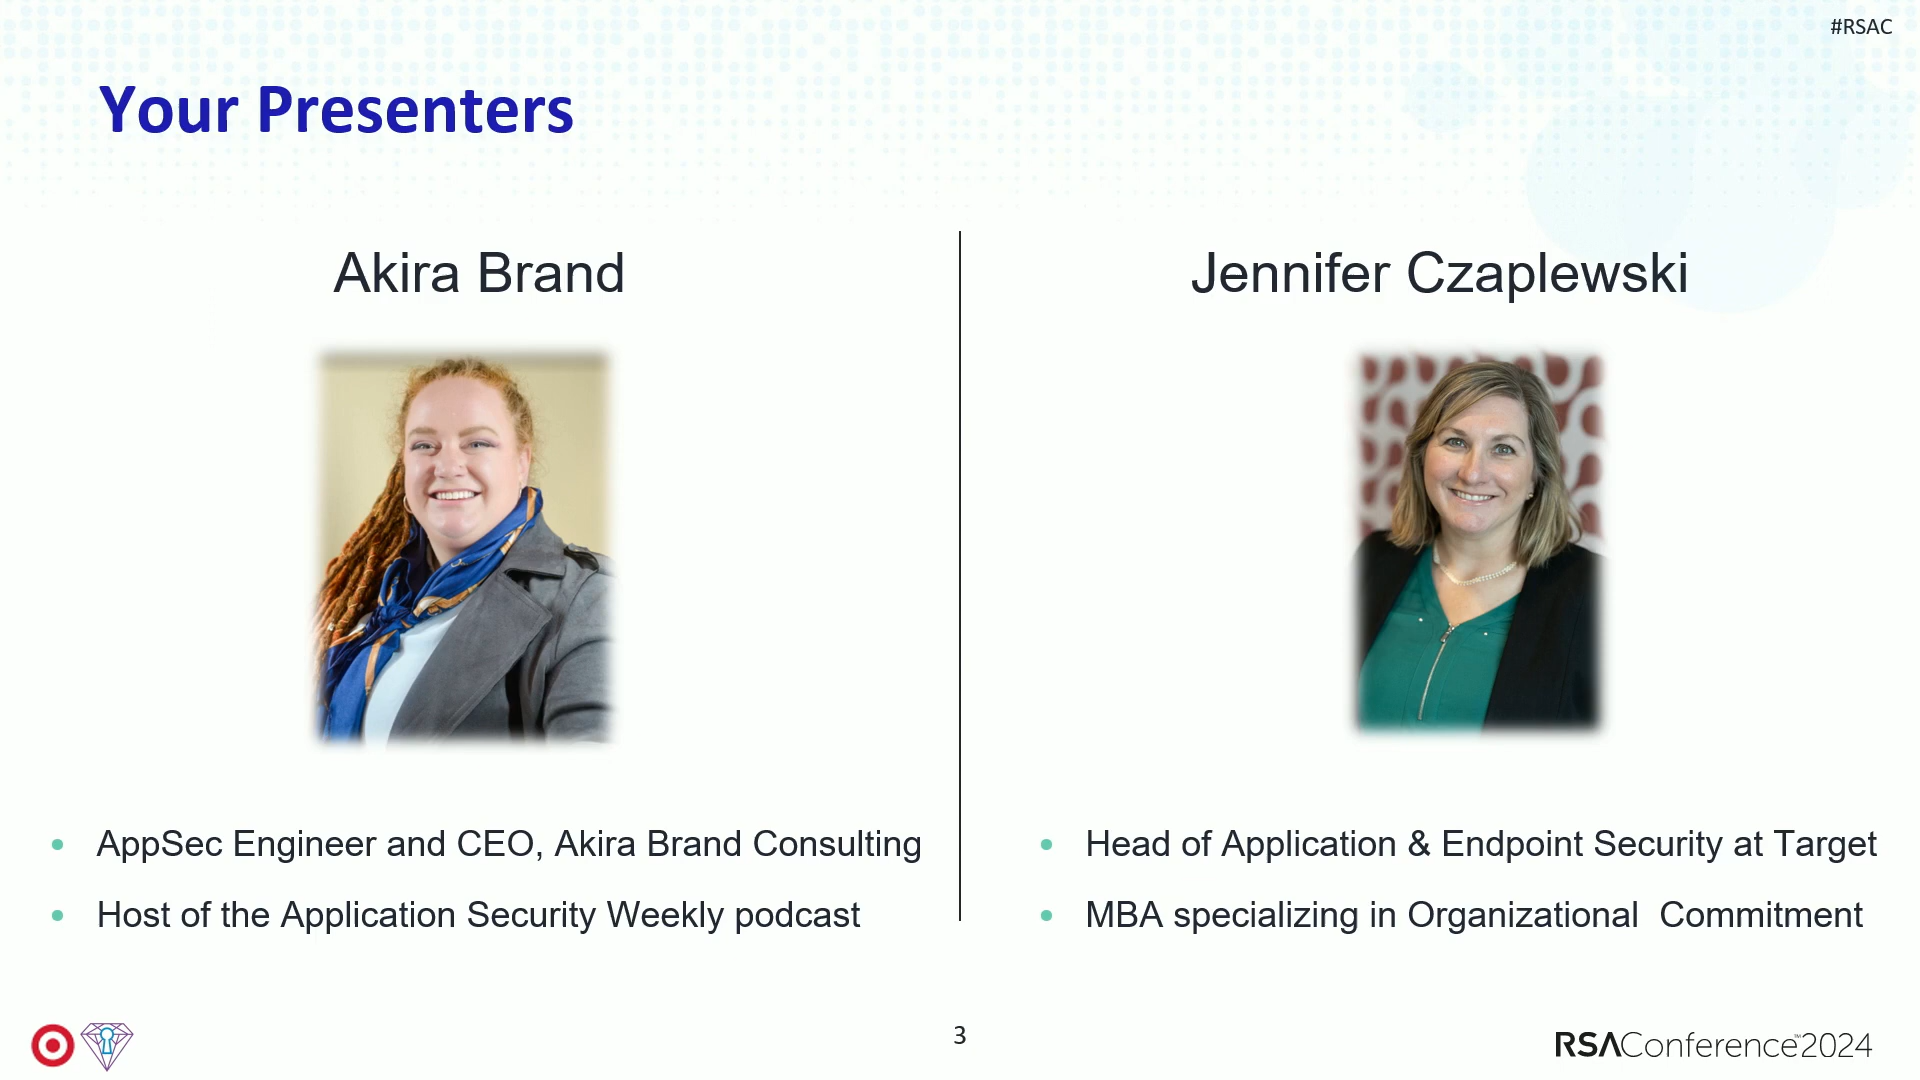 #RSAC
Your Presenters
Akira Brand
AppSec Engineer and CEO, Akira Brand Consulting
Host of the Application Security Weekly podcast
Jennifer Czaplewski
Head of Application & Endpoint Security at Target
MBA specializing in Organizational  Commitment
3
RSAConference™2024